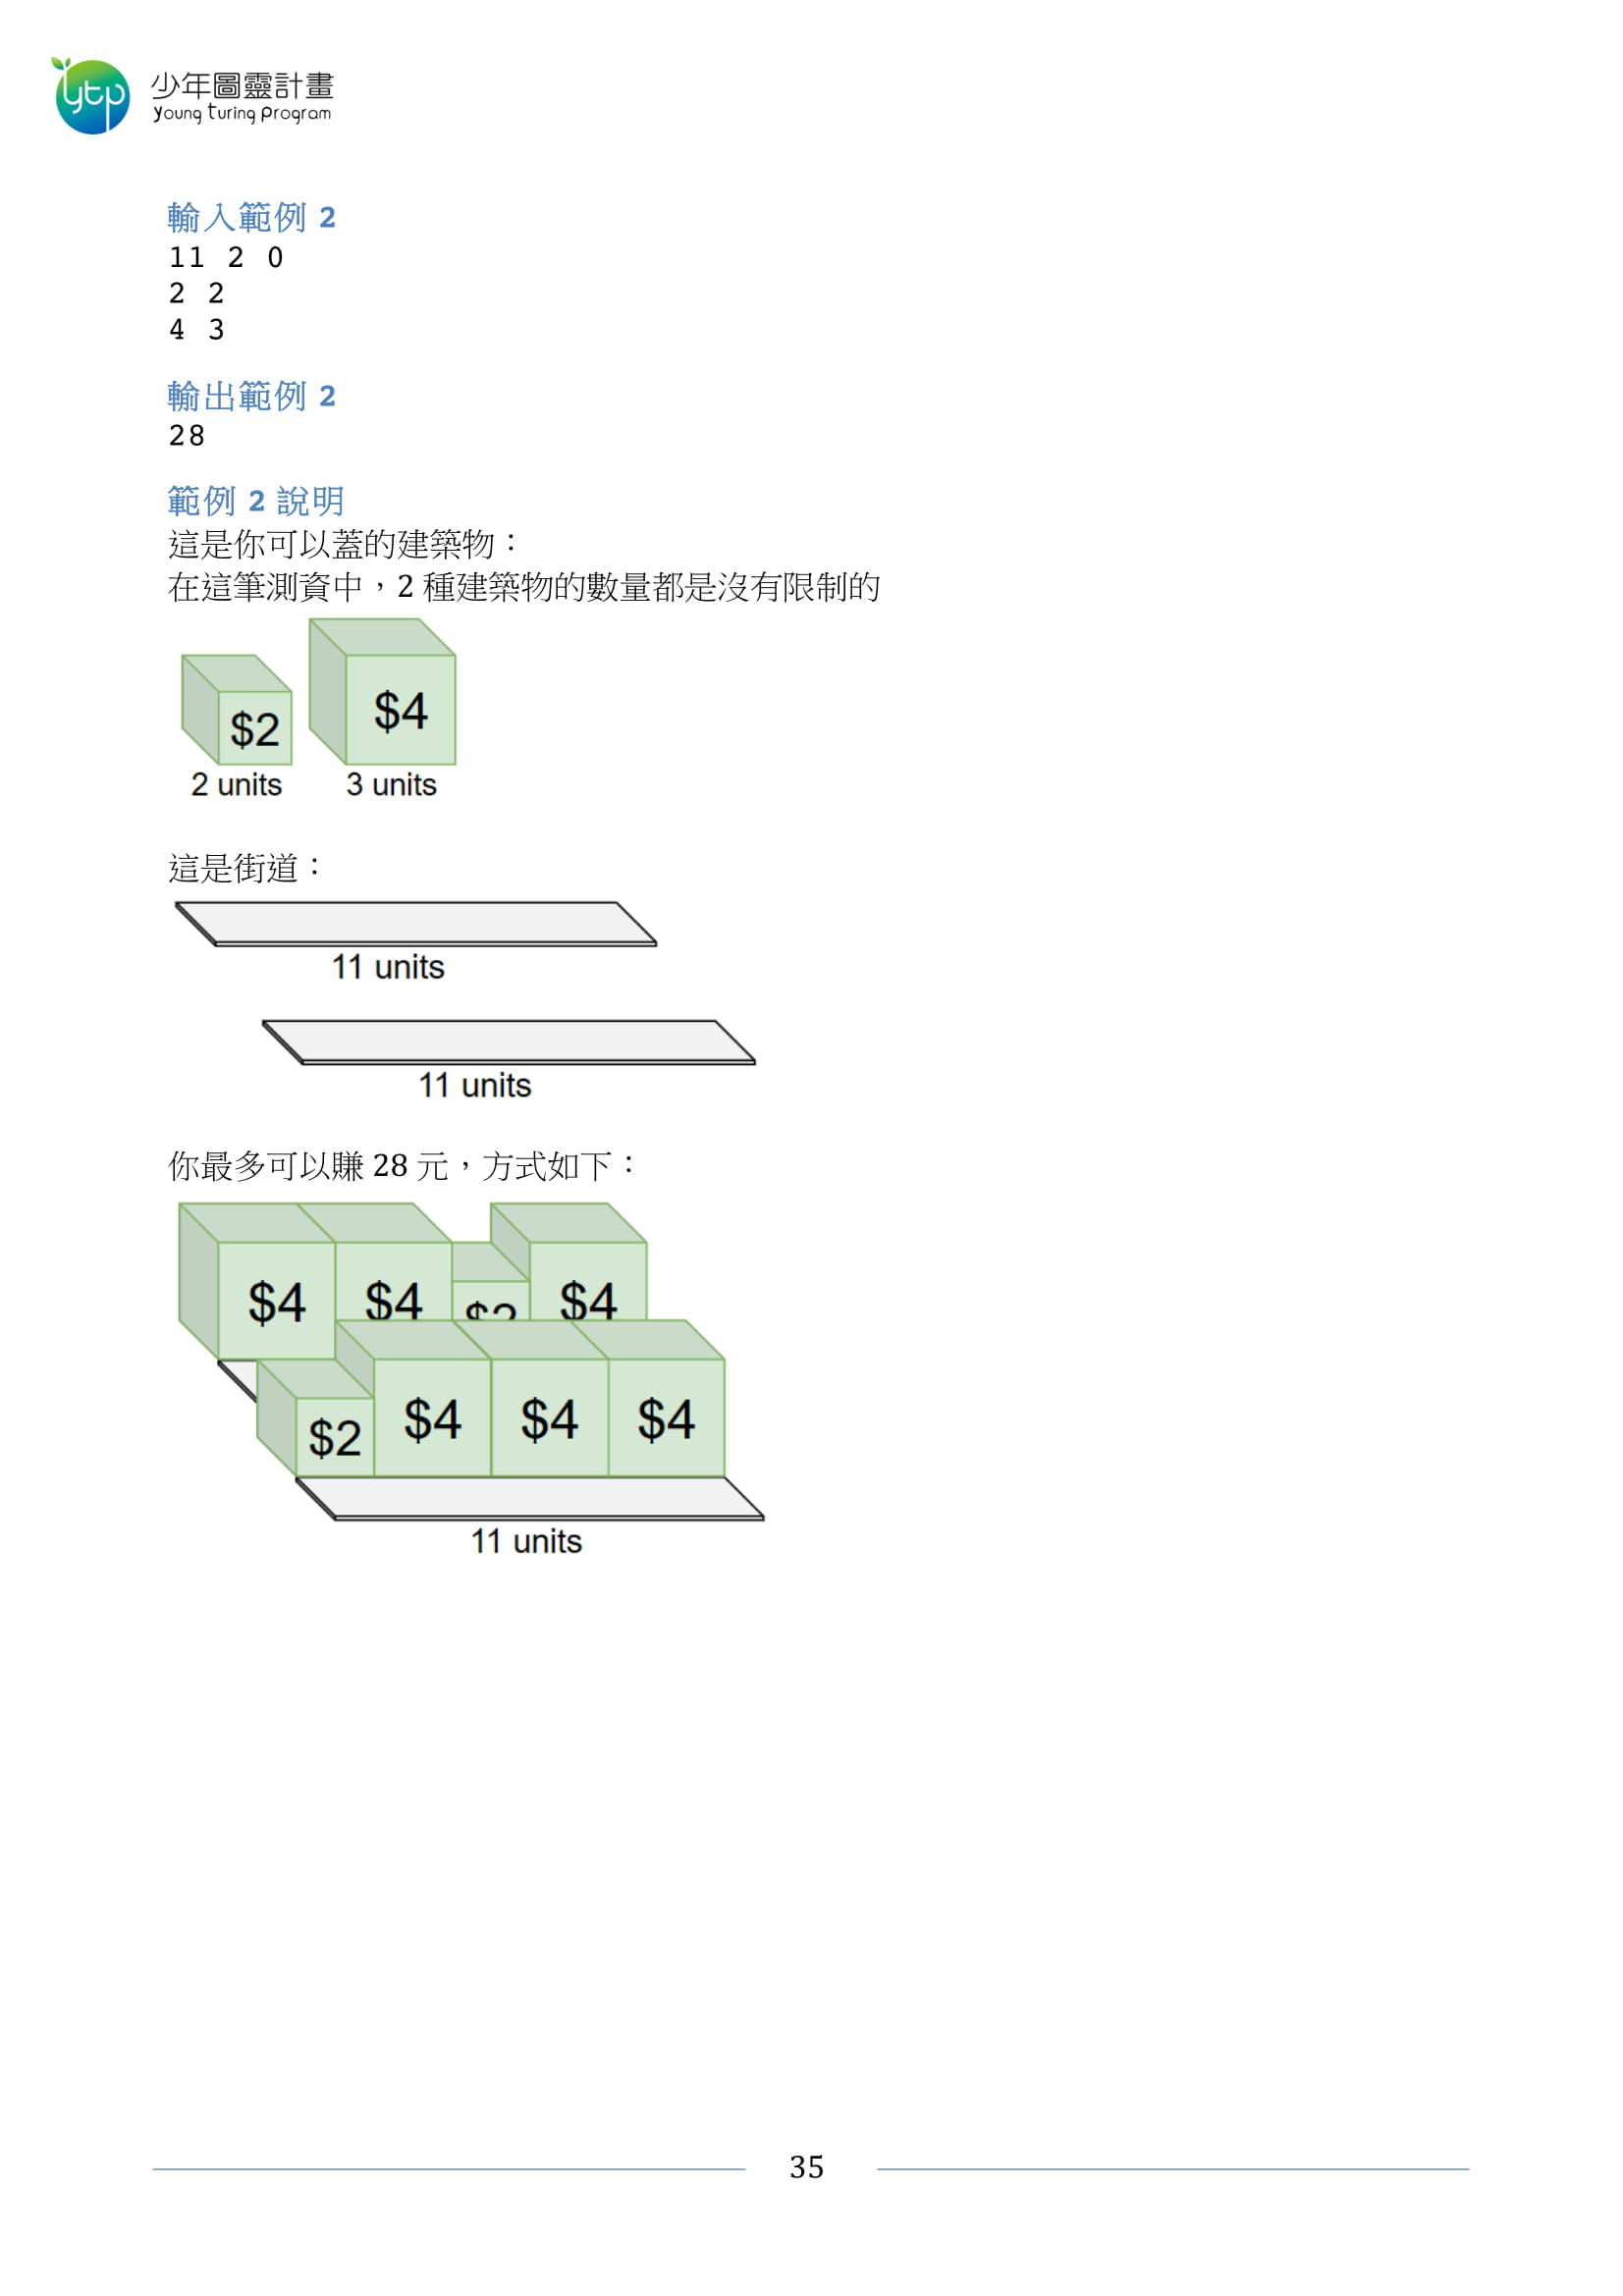 ytp 少年圖靈計畫
Young Turing Program
輸入範例 2
11 2 0
2 2
4 3
輸出範例 2
28
範例 2 說明
這是你可以蓋的建築物：
在這筆測資中，2 種建築物的數量都是沒有限制的
$2 $4
2 units 3 units
這是街道：
11 units
11 units
你最多可以賺 28 元，方式如下：
$4 $4 $2 $4
$2 $4 $4 $4
11 units
35